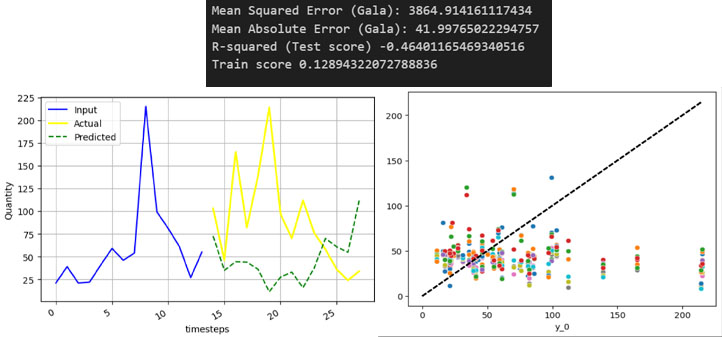 Mean Squared Error (Gala): 3864.914161117434
Mean Absolute Error (Gala): 41.99765022294757
R-squared (Test score) -0.46401165469340516
Train score 0.12894322072788836
225
200
175
150
125
100
75
50
25
Quantity
Input
Actual
Predicted
0
5
10
15
20
25
timesteps
200
150
100
50
0
0
50
100
150
200
y_0